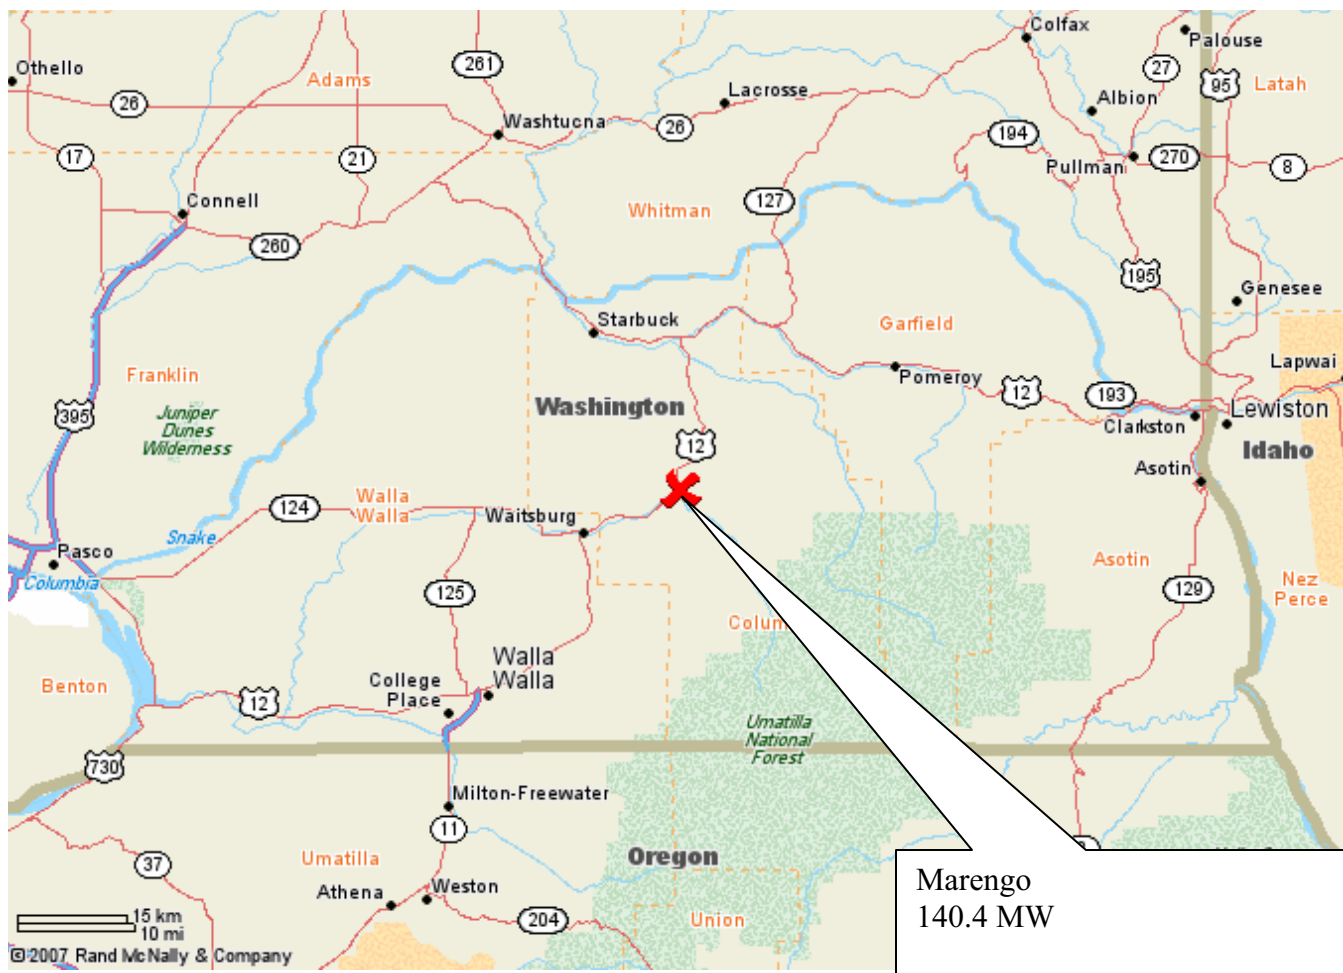 Othello
Adams
261
26
Lacrosse
Colfax
Palouse
27
95
Latah
Albion
Washtucna
26
194
17
21
Pullman
270
8
Connell
127
Whitman
260
195
Genesee
Starbuck
Garfield
Lapwai
Franklin
Pomeroy
12
193
395
Juniper
Dunes
Wilderness
Washington
Clarkston
Lewiston
Idaho
12
Asotin
Walla
Walla
124
Waitsburg
Snake
Pasco
Columbia
125
Asotin
129
Nez
Perce
Walla
Walla
College
Place
Benton
12
Umatilla
National
Forest
730
Milton-Freewater
11
Oregon
37
Umatilla
Athena
Weston
204
Union
Marengo
140.4 MW
15 km
10 mi
©2007 Rand McNally & Company